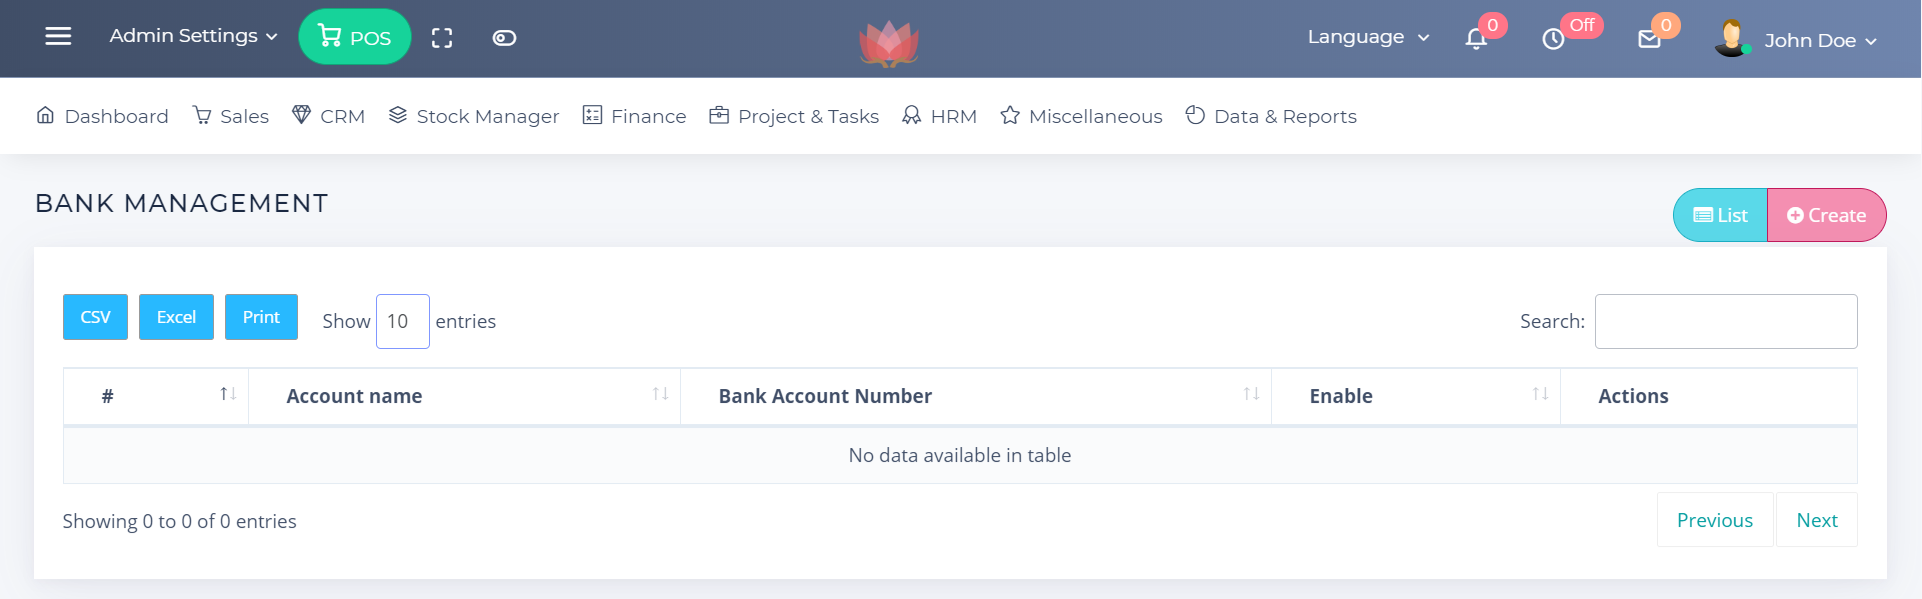 Admin Settings POS Language 0 Off 0 John Doe
Dashboard Sales CRM Stock Manager Finance Project & Tasks HRM Miscellaneous Data & Reports
BANK MANAGEMENT
List Create
CSV Excel Print Show 10 entries Search:
# Account name Bank Account Number Enable Actions
No data available in table
Showing 0 to 0 of 0 entries Previous Next